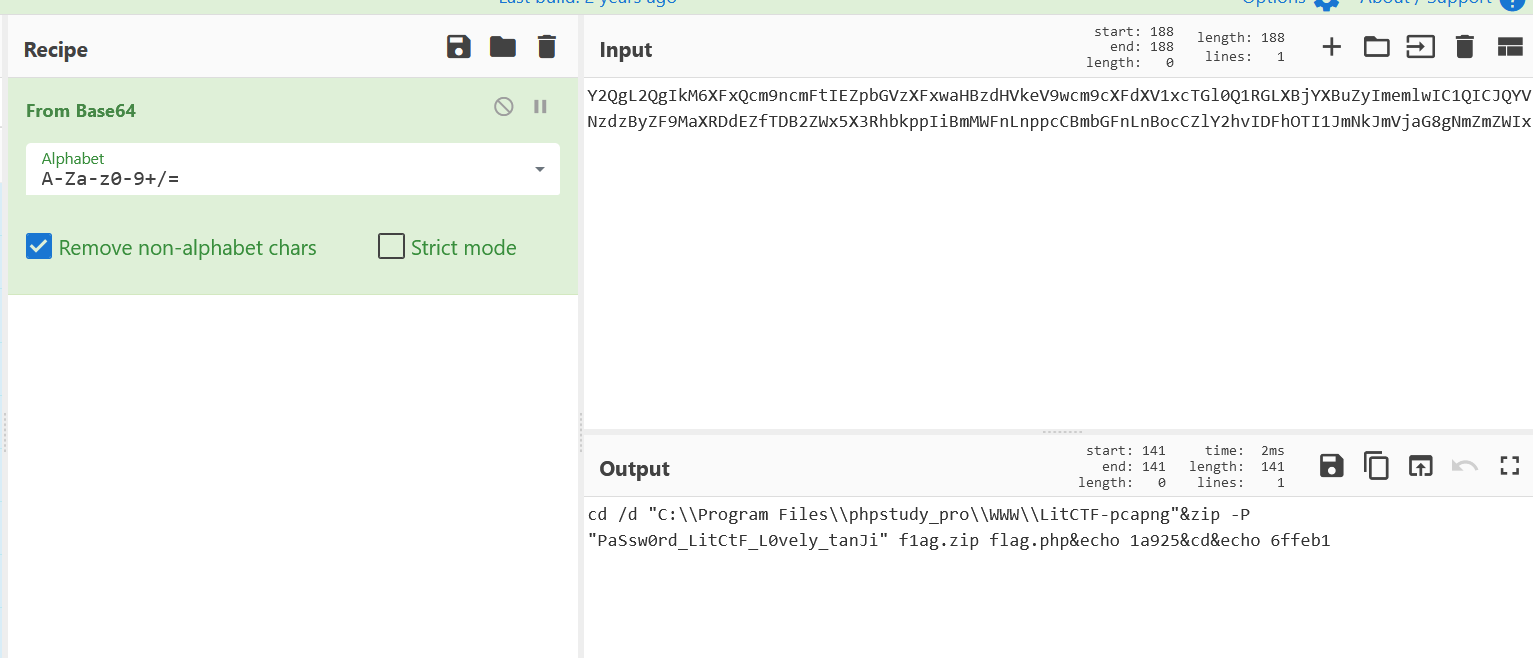 Last build: 2 years ago
Options
About / Support
Recipe
Input
start: 188
end: 188
length: 0
length: 188
lines: 1
From Base64
Alphabet
A-Za-z0-9+/=
Remove non-alphabet chars
Strict mode
Y2QgL2QgIkM6XFxQcm9ncmFtIEZpbGVzXFxwaHBzdHVkeV9wcm9cXFdXV1xcTGl0Q1RGLXBjYXBuZyImemlwIC1QICJQYV
NzdzByZF9MaXRDdEZfTDB2ZWx5X3RhbkppIiBmMWFnLnppcCBmbGFnLnBocCZlY2hvIDFhOTI1JmNkJmVjaG8gNmZmZWIx
Output
start: 141
end: 141
length: 0
time: 2ms
length: 141
lines: 1
cd /d "C:\\Program Files\\phpstudy_pro\\WWW\\LitCTF-pcapng"&zip -P
"PaSsw0rd_LitCtF_L0vely_tanJi" f1ag.zip flag.php&echo 1a925&cd&echo 6ffeb1